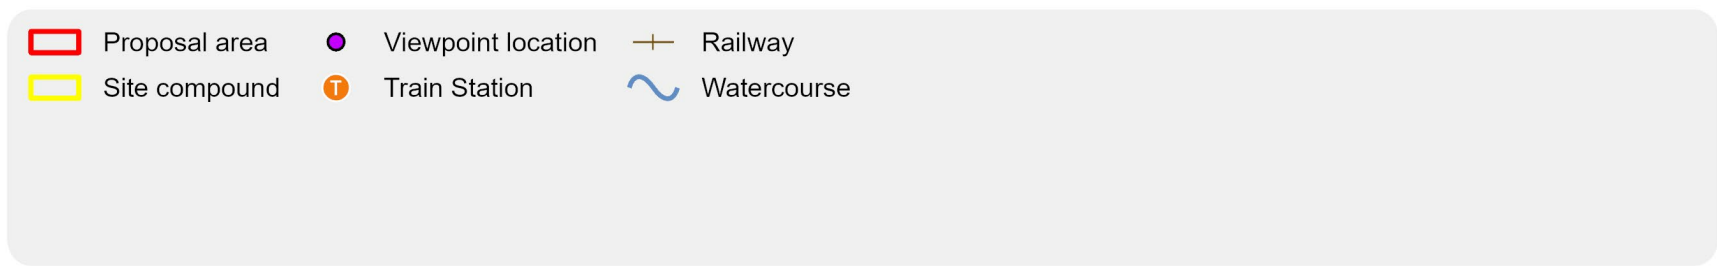 Proposal area
Viewpoint location
Railway
Site compound
T Train Station
Watercourse